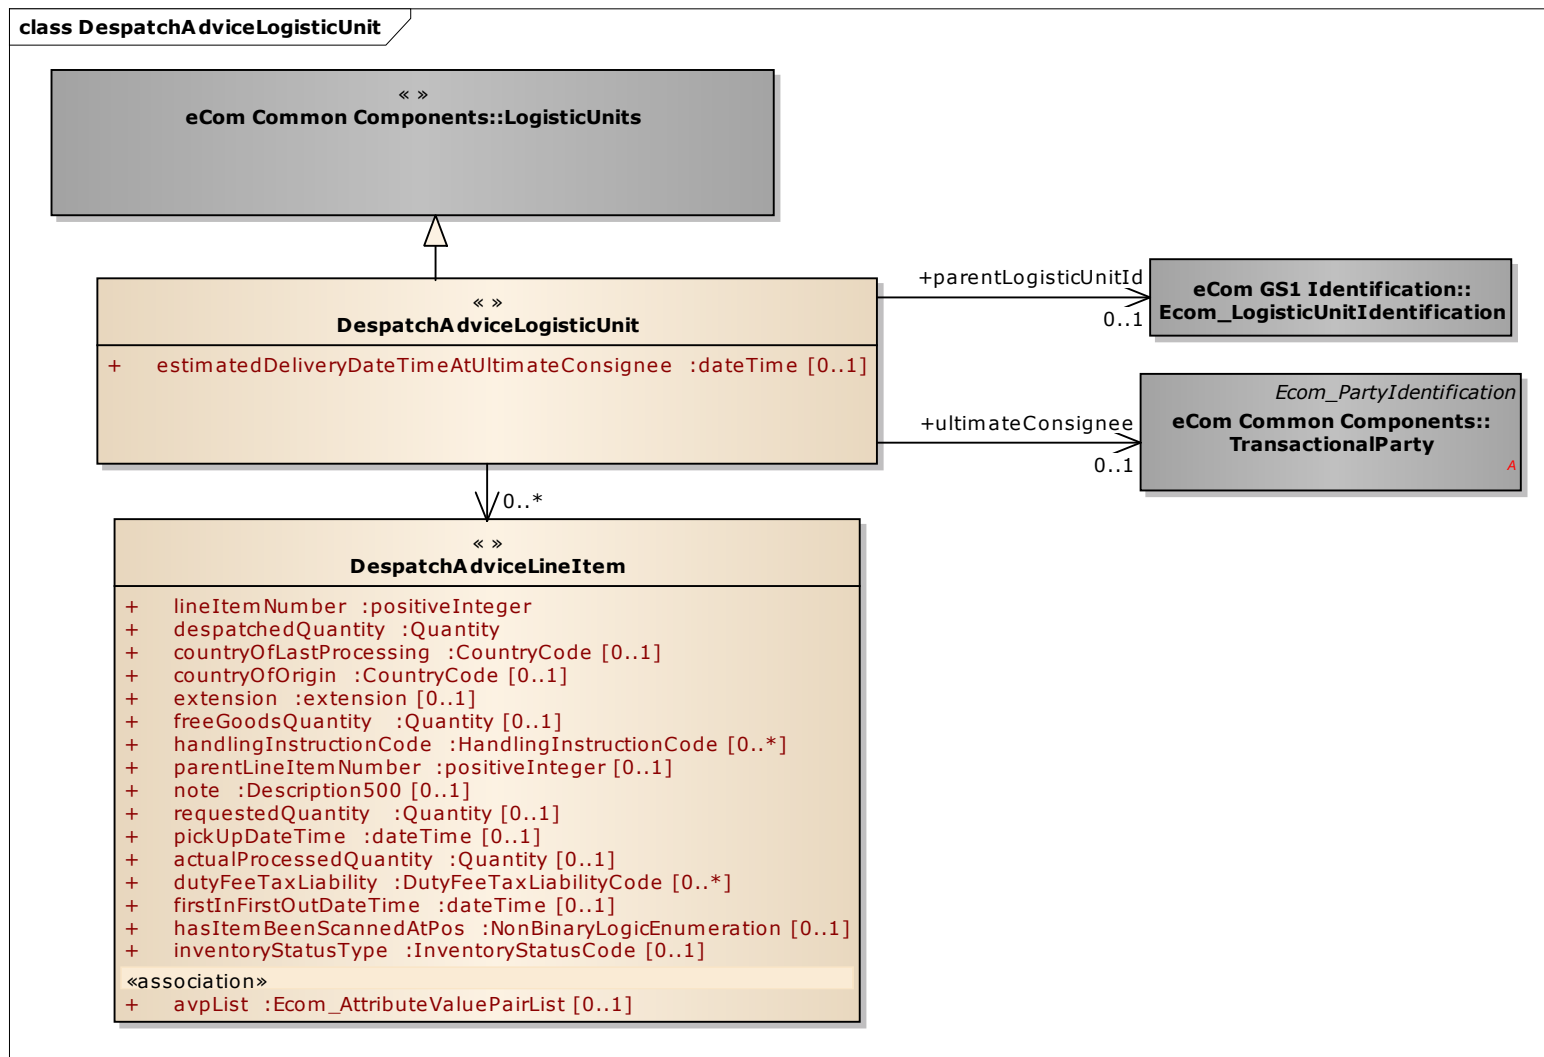 class DespatchAdviceLogisticUnit
« »
eCom Common Components::LogisticUnits
« »
DespatchAdviceLogisticUnit
+ estimatedDeliveryDateTimeAtUltimateConsignee :dateTime [0..1]
+parentLogisticUnitId
0..1
eCom GS1 Identification::
Ecom_LogisticUnitIdentification
+ultimateConsignee
0..1
Ecom_PartyIdentification
eCom Common Components::
TransactionalParty
A
0..*
« »
DespatchAdviceLineItem
+ lineItemNumber :positiveInteger
+ despatchedQuantity :Quantity
+ countryOfLastProcessing :CountryCode [0..1]
+ countryOfOrigin :CountryCode [0..1]
+ extension :extension [0..1]
+ freeGoodsQuantity :Quantity [0..1]
+ handlingInstructionCode :HandlingInstructionCode [0..*]
+ parentLineItemNumber :positiveInteger [0..1]
+ note :Description500 [0..1]
+ requestedQuantity :Quantity [0..1]
+ pickUpDateTime :dateTime [0..1]
+ actualProcessedQuantity :Quantity [0..1]
+ dutyFeeTaxLiability :DutyFeeTaxLiabilityCode [0..*]
+ firstInFirstOutDateTime :dateTime [0..1]
+ hasItemBeenScannedAtPos :NonBinaryLogicEnumeration [0..1]
+ inventoryStatusType :InventoryStatusCode [0..1]
«association»
+ avpList :Ecom_AttributeValuePairList [0..1]